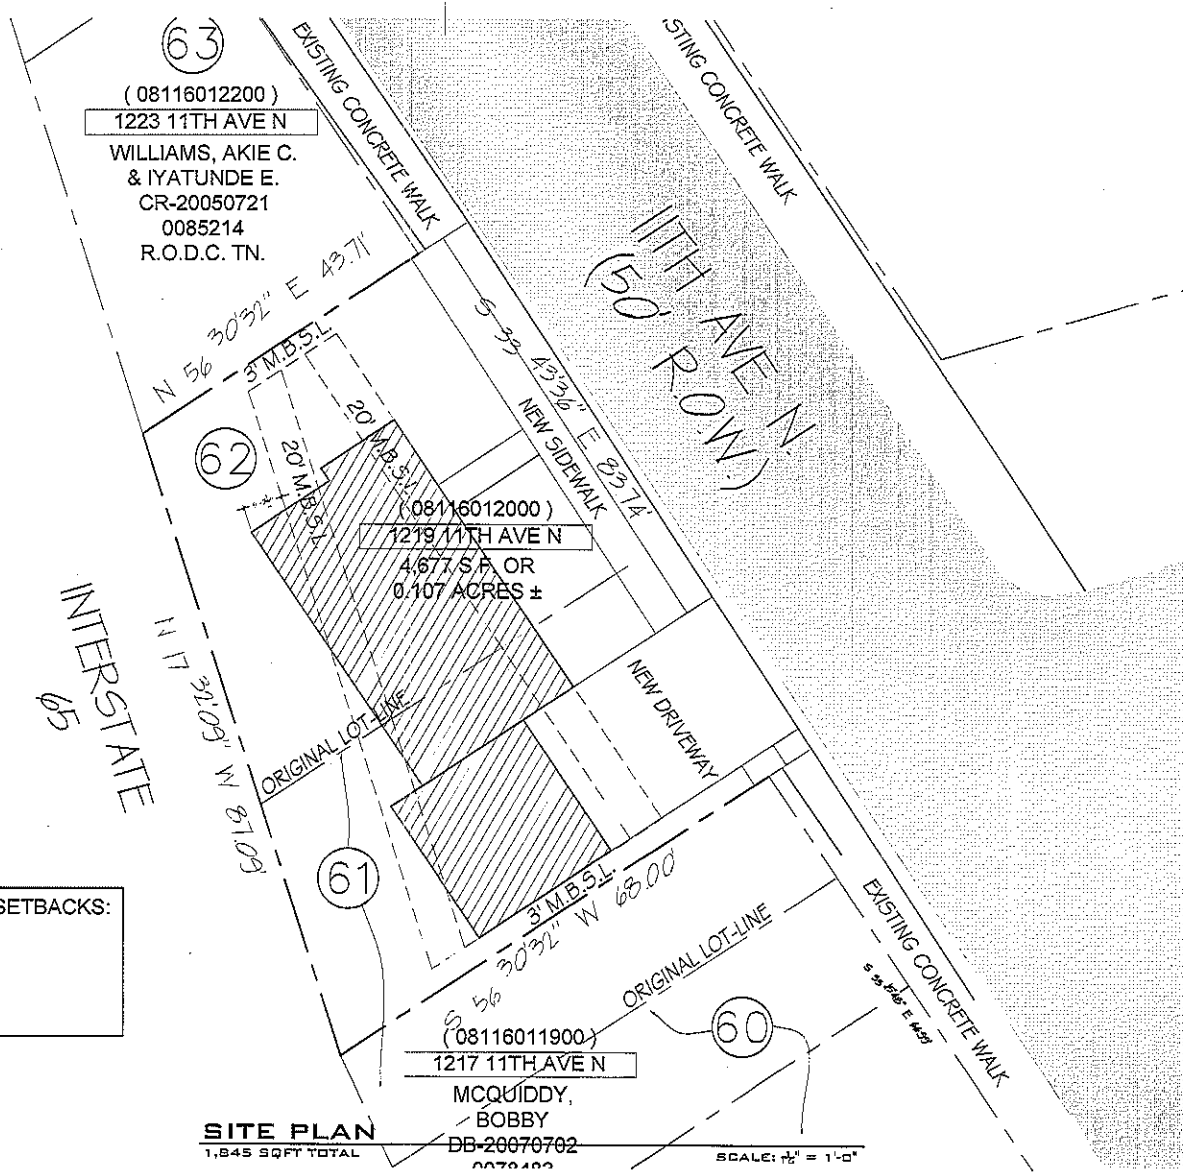 63
( 08116012200 )
1223 11TH AVE N
WILLIAMS, AKIE C.
& IYATUNDE E.
CR-20050721
0085214
R.O.D.C. TN.
EXISTING CONCRETE WALK
STING CONCRETE WALK
11TH AVE N.
(50' R.O.W.)
N 56 30'32" E 43.71'
3' M.B.S.L.
S 33 43'36" E 83.74'
NEW SIDEWALK
62
20' M.B.S.L
20' M.B.S.L
( 08116012000 )
1219 11TH AVE N
4,677 S.F. OR
0.107 ACRES ±
INTERSTATE
65
N 17 32'09" W 87.09'
ORIGINAL LOT-LINE
NEW DRIVEWAY
61
SETBACKS:
3' M.B.S.L.
S 56 30'32" W 68.00'
ORIGINAL LOT-LINE
60
EXISTING CONCRETE WALK
( 08116011900 )
1217 11TH AVE N
MCQUIDDY,
BOBBY
DB-20070702
SITE PLAN
1,845 SQFT TOTAL
SCALE: = 1'-0"